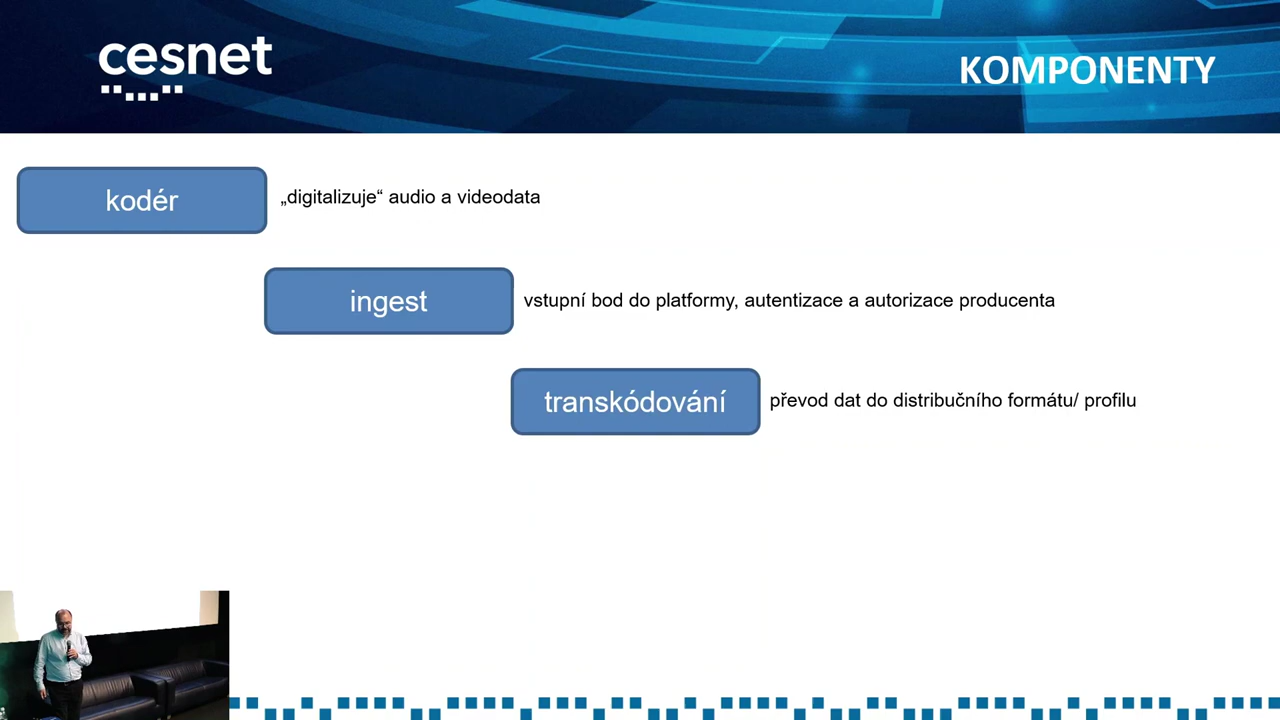 cesnet
KOMPONENTY
kodér
„digitalizuje“ audio a videodata
ingest
vstupní bod do platformy, autentizace a autorizace producenta
transkódování
převod dat do distribučního formátu/ profilu